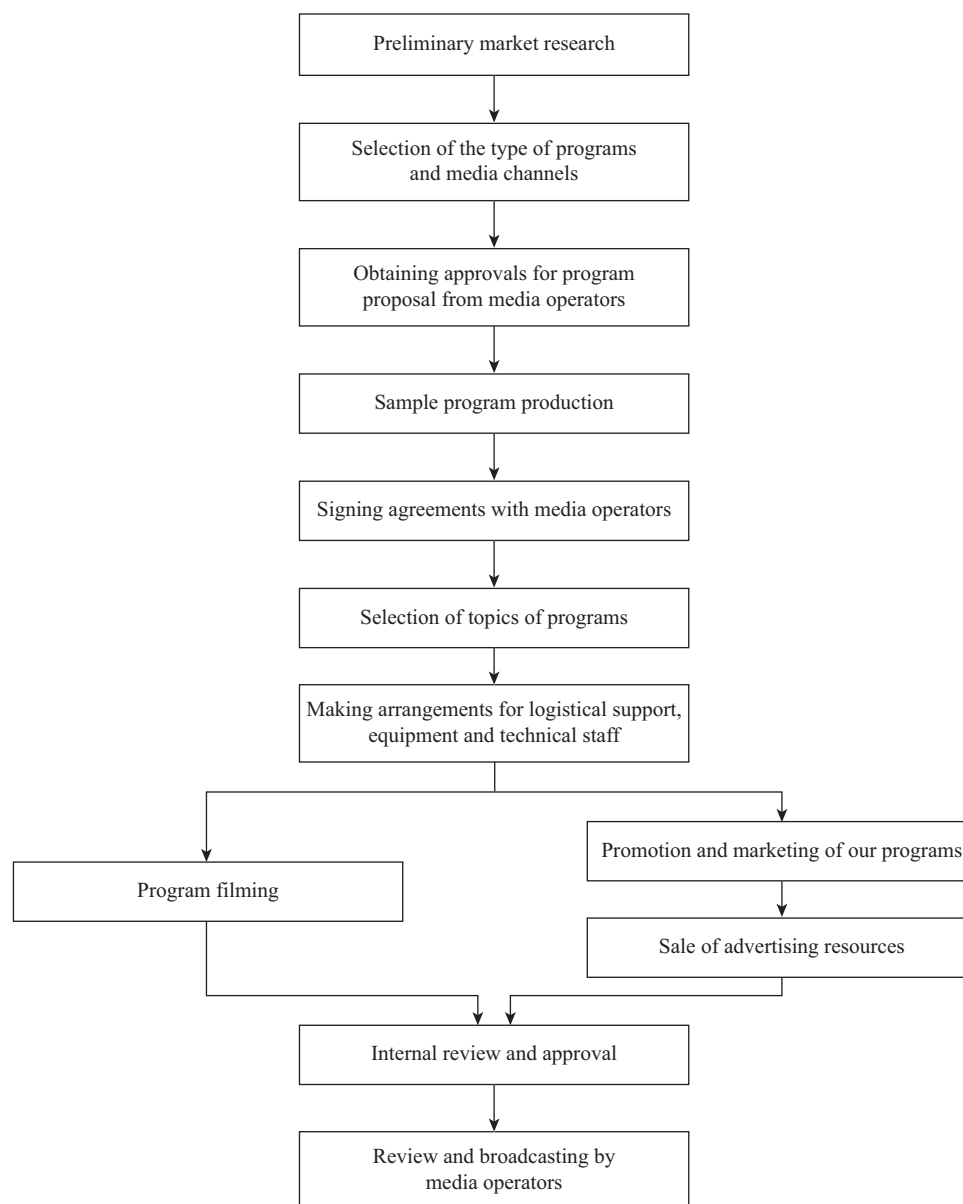 Preliminary market research
Selection of the type of programs
and media channels
Obtaining approvals for program
proposal from media operators
Sample program production
Signing agreements with media operators
Selection of topics of programs
Making arrangements for logistical support,
equipment and technical staff
Program filming
Promotion and marketing of our programs
Sale of advertising resources
Internal review and approval
Review and broadcasting by
media operators